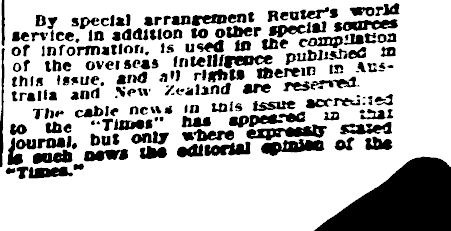 By special arrangement Reuter's world
service, in addition to other special sources
of information, is used in the compilation
of the overseas intelligence published in
this issue, and all rights therein in Aus-
tralia and New Zealand are reserved.
The cable news in this issue accredited
to the "Times" has appeared in that
journal, but only where expressly stated
is such news the editorial opinion of the
"Times."